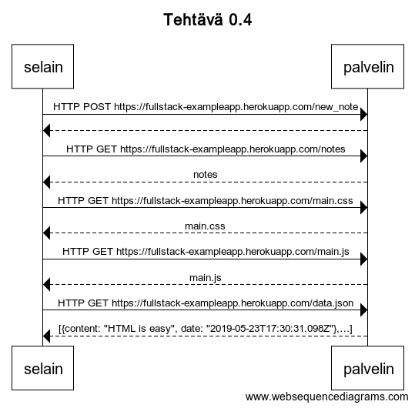 Tehtävä 0.4
selain palvelin
HTTP POST https://fullstack-exampleapp.herokuapp.com/new_note
HTTP GET https://fullstack-exampleapp.herokuapp.com/notes
notes
HTTP GET https://fullstack-exampleapp.herokuapp.com/main.css
main.css
HTTP GET https://fullstack-exampleapp.herokuapp.com/main.js
main.js
HTTP GET https://fullstack-exampleapp.herokuapp.com/data.json
[{content: "HTML is easy", date: "2019-05-23T17:30:31.098Z"},...]
selain palvelin
www.websequencediagrams.com